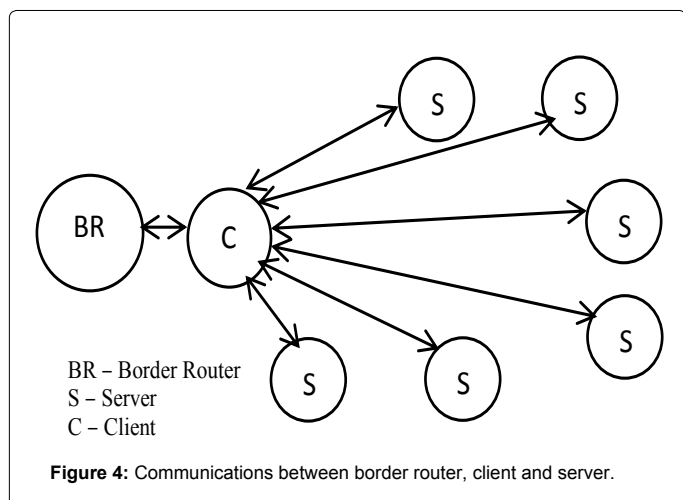 S
S
BR
C
S
S
S
S
BR – Border Router
S – Server
C – Client
Figure 4: Communications between border router, client and server.